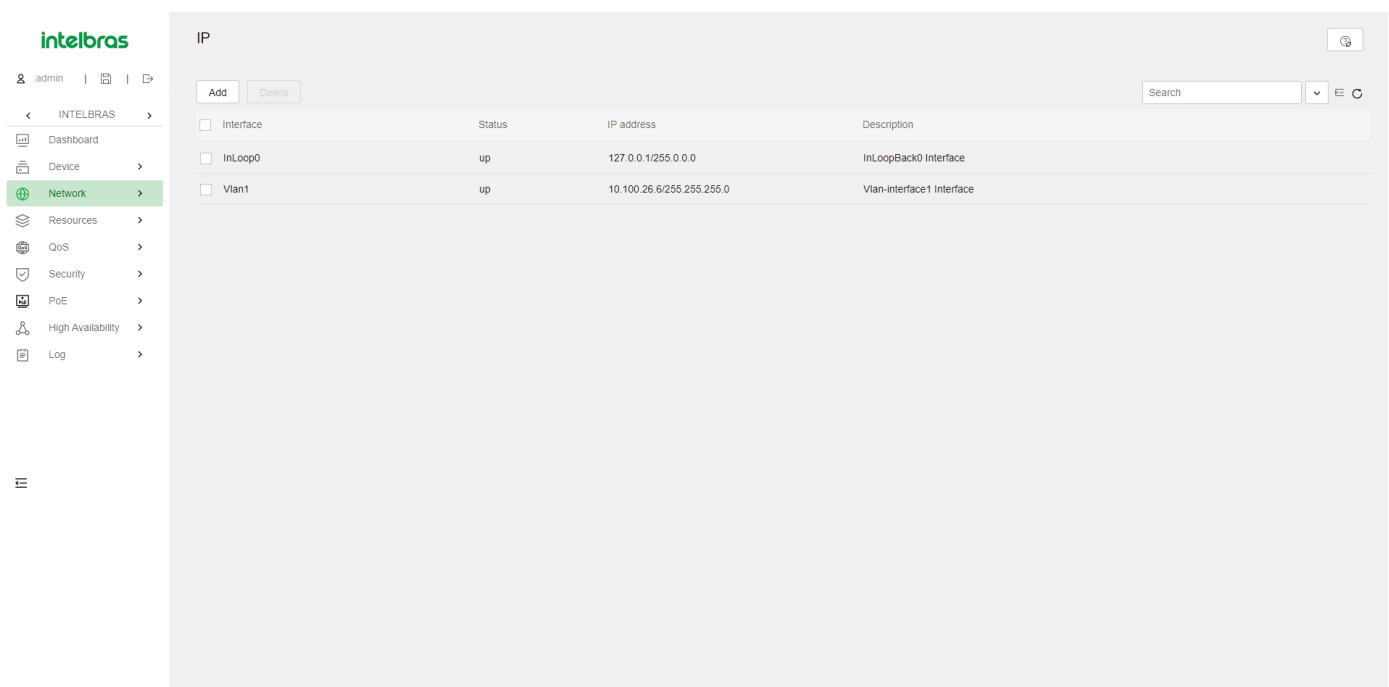 intelbras
admin | |
INTELBRAS
Dashboard
Device
Network
Resources
QoS
Security
PoE
High Availability
Log
IP
Add Delete Search
Interface Status IP address Description
InLoop0 up 127.0.0.1/255.0.0.0 InLoopBack0 Interface
Vlan1 up 10.100.26.6/255.255.255.0 Vlan-interface1 Interface